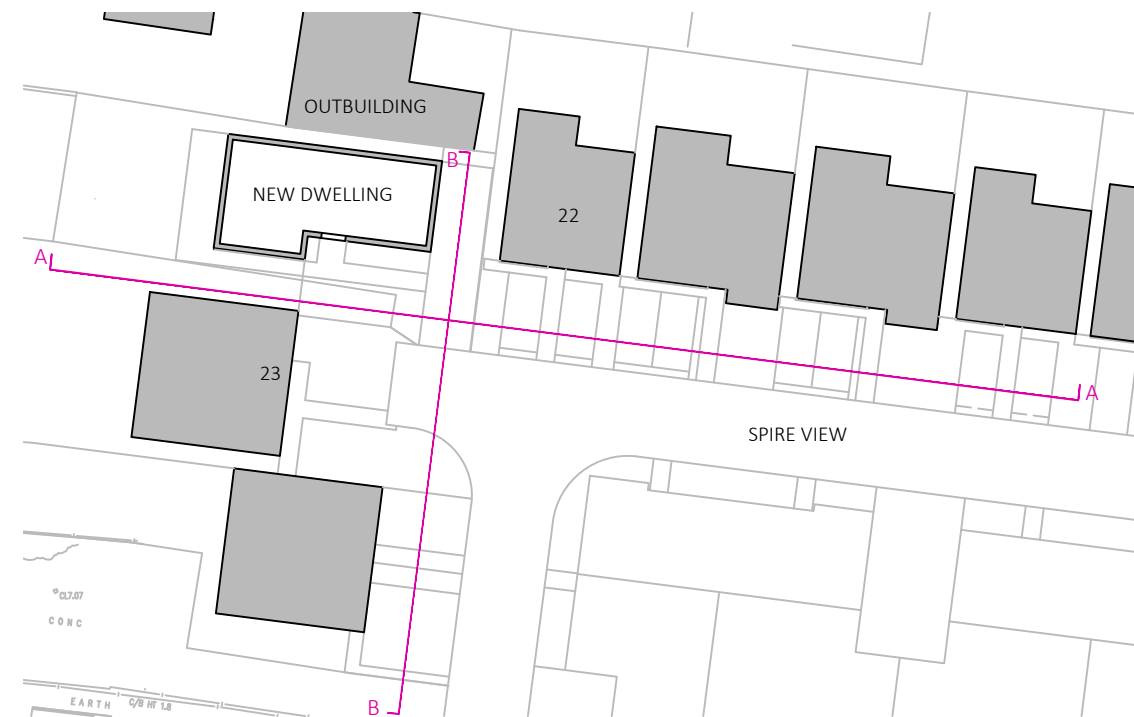 OUTBUILDING
B
NEW DWELLING
22
A
23
A
SPIRE VIEW
CL7.07
CONC
EARTH
C/B HT 1.8
B